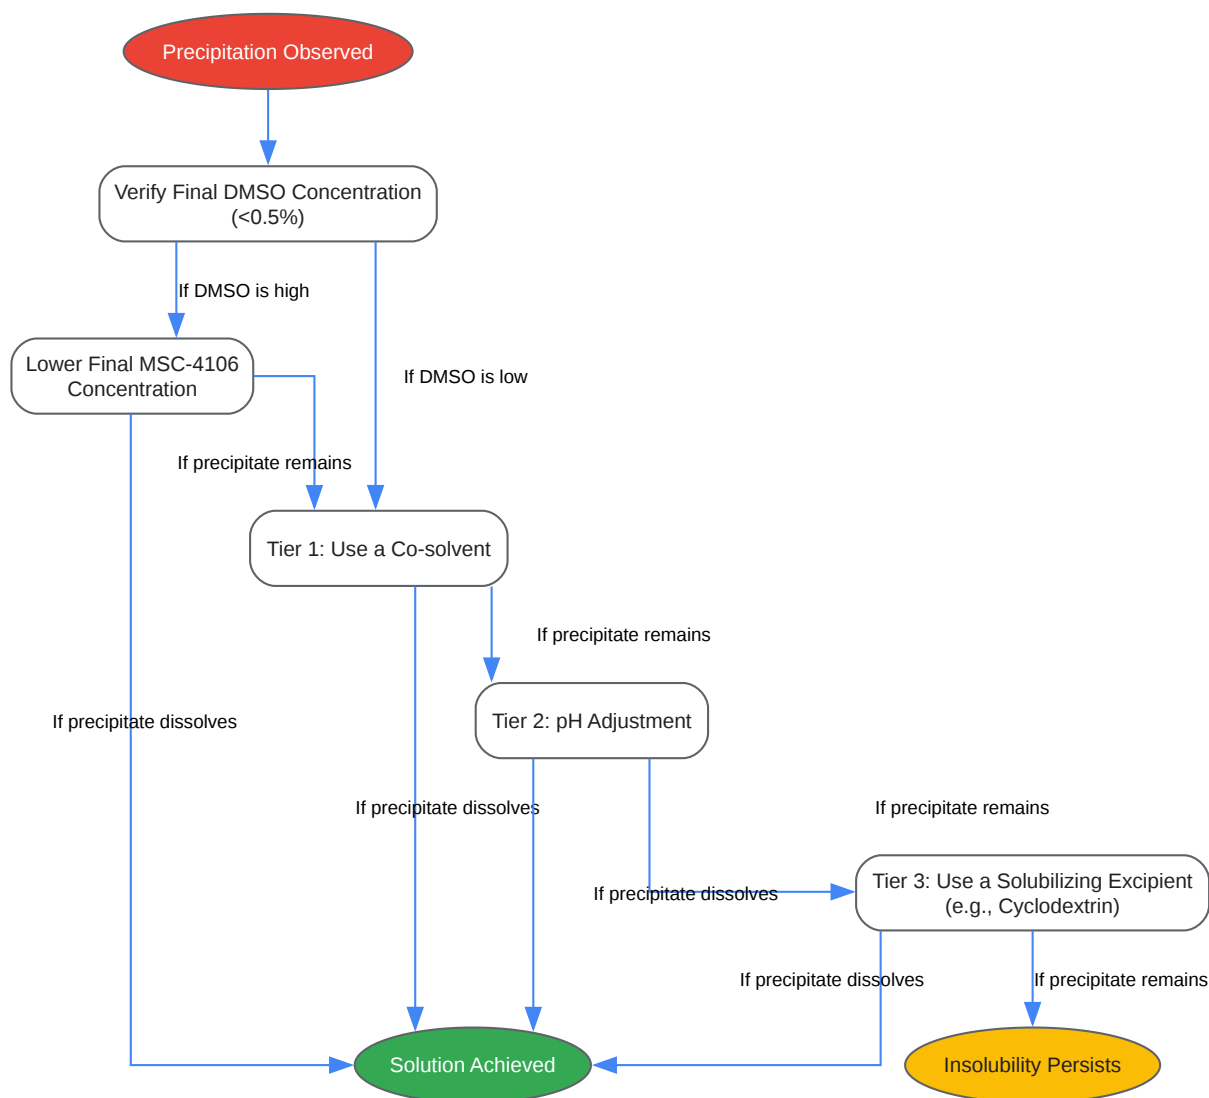 Precipitation Observed
Verify Final DMSO Concentration
(<0.5%)
If DMSO is high
Lower Final MSC-4106
Concentration
If DMSO is low
If precipitate remains
Tier 1: Use a Co-solvent
If precipitate remains
Tier 2: pH Adjustment
If precipitate dissolves
If precipitate dissolves
If precipitate remains
If precipitate dissolves
Tier 3: Use a Solubilizing Excipient
(e.g., Cyclodextrin)
If precipitate dissolves
If precipitate remains
Solution Achieved
Insolubility Persists